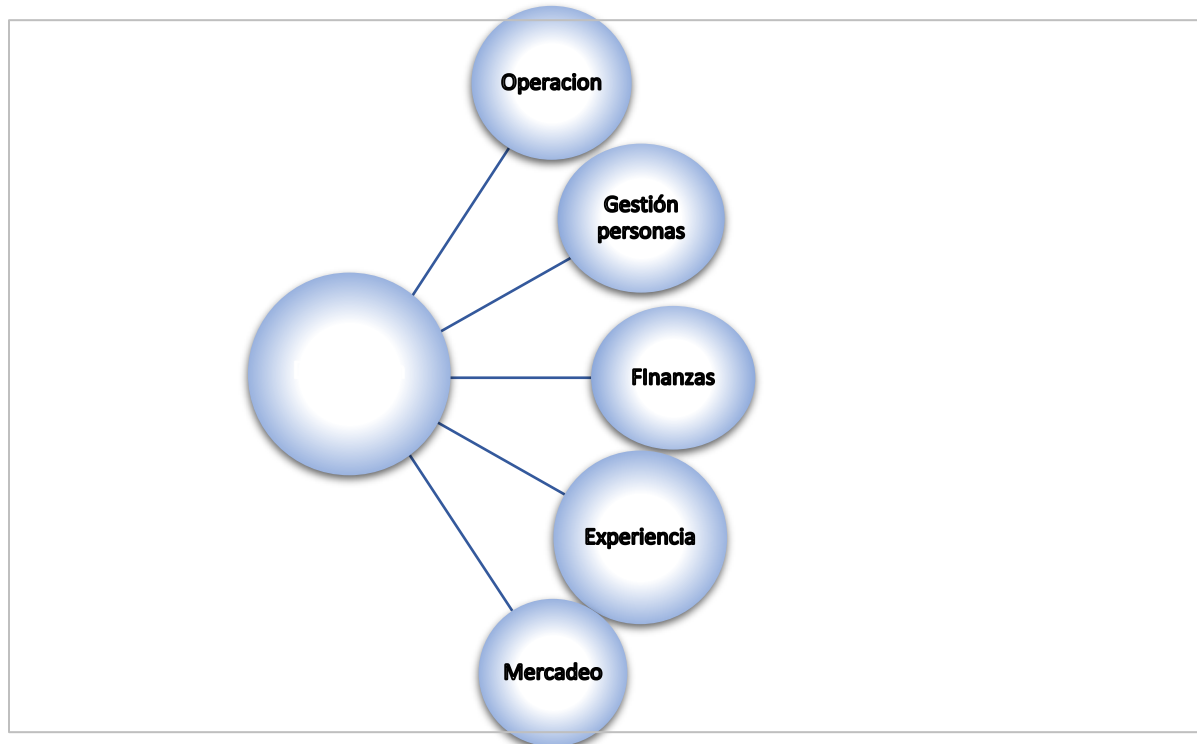 Operacion
Gestión
personas
FInanzas
Experiencia
Mercadeo